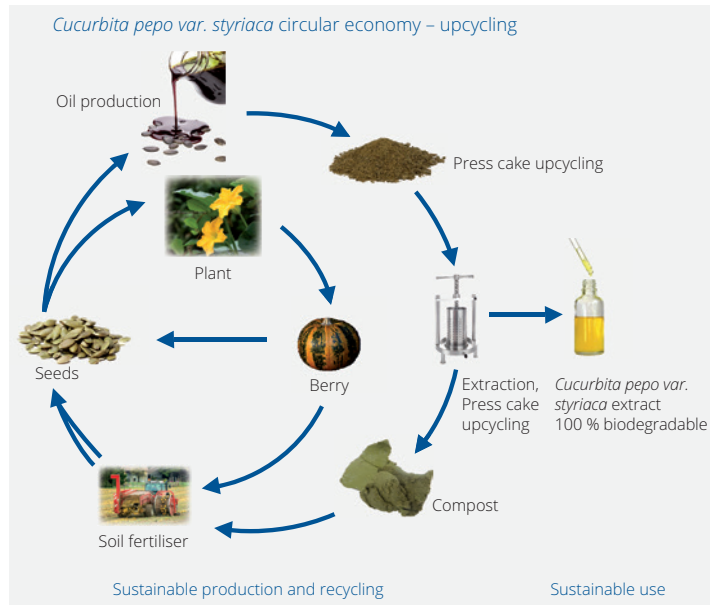 Cucurbita pepo var. styriaca circular economy – upcycling
Oil production
Press cake upcycling
Plant
Seeds
Berry
Extraction,
Press cake
upcycling
Cucurbita pepo var.
styriaca extract
100 % biodegradable
Compost
Soil fertiliser
Sustainable production and recycling
Sustainable use